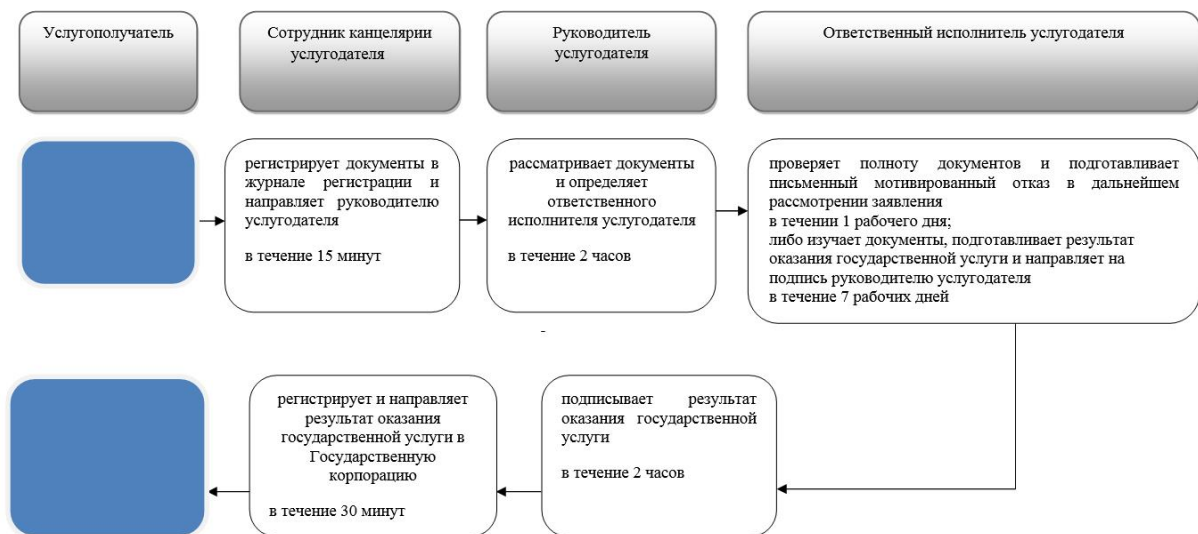 Услугополучатель
Сотрудник канцелярии
услугодателя
Руководитель
услугодателя
Ответственный исполнитель услугодателя
регистрирует документы в
журнале регистрации и
направляет руководителю
услугодателя
в течение 15 минут
рассматривает документы
и определяет
ответственного
исполнителя услугодателя
в течение 2 часов
проверяет полноту документов и подготавливает
письменный мотивированный отказ в дальнейшем
рассмотрении заявления
в течении 1 рабочего дня;
либо изучает документы, подготавливает результат
оказания государственной услуги и направляет на
подпись руководителю услугодателя
в течение 7 рабочих дней
регистрирует и направляет
результат оказания
государственной услуги в
Государственную
корпорацию
в течение 30 минут
подписывает результат
оказания государственной
услуги
в течение 2 часов